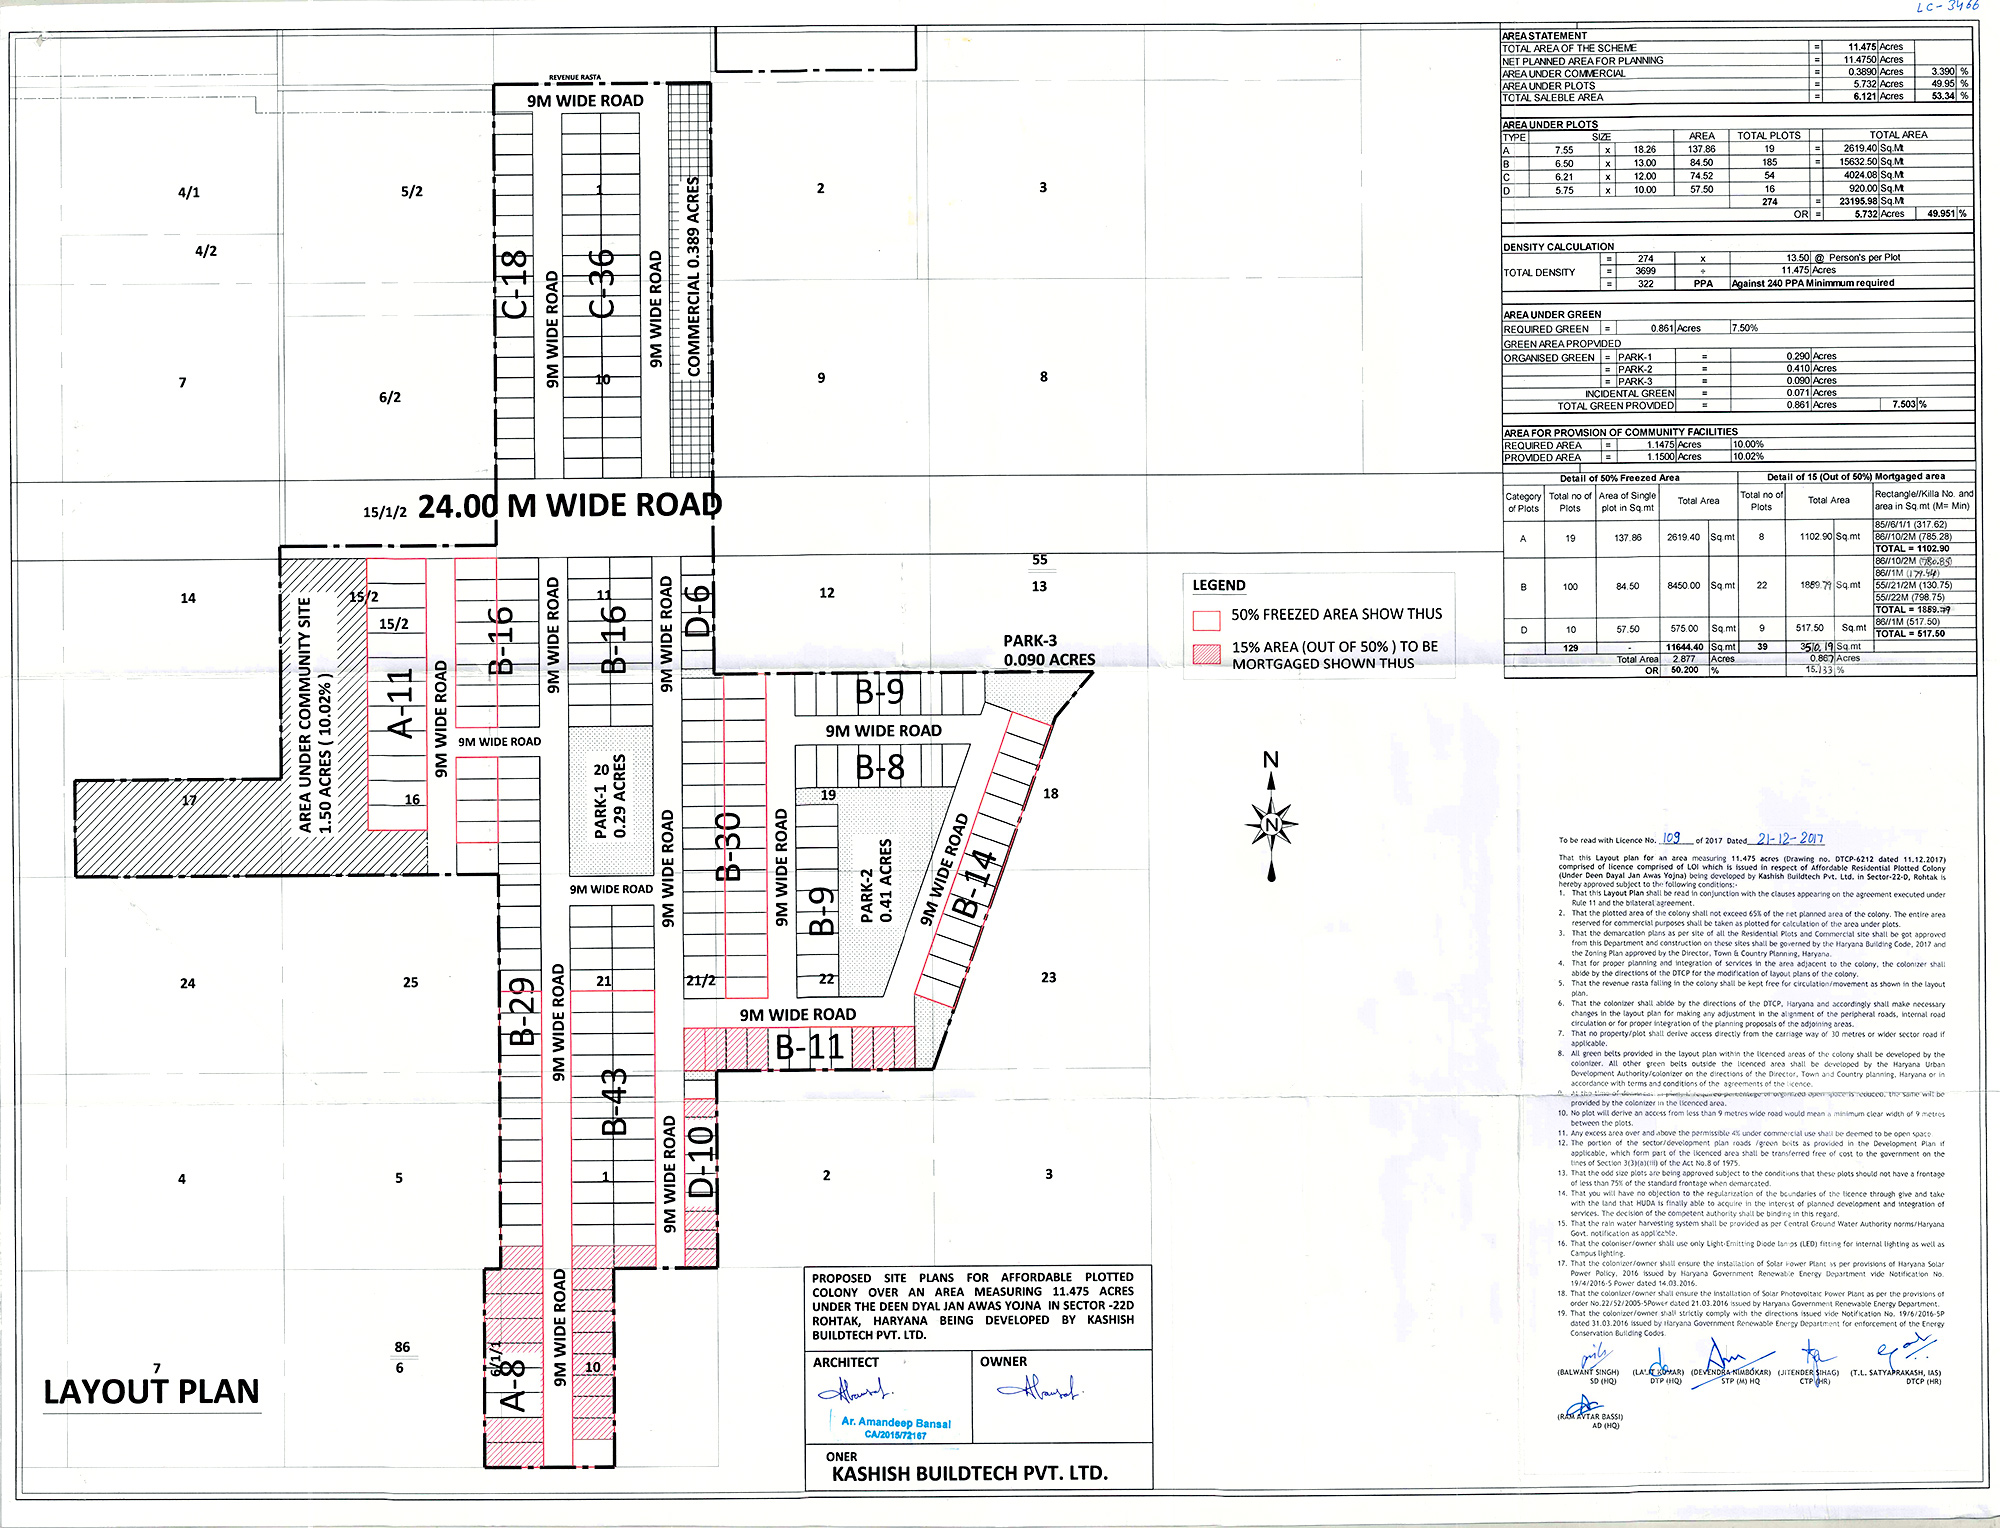 LC-3466
REVENUE RASTA
9M WIDE ROAD
4/1
5/2
4/2
7
6/2
C-18
9M WIDE ROAD
1
C-36
10
9M WIDE ROAD
COMMERCIAL 0.389 ACRES
2
3
9
8
15/1/2 24.00 M WIDE ROAD
14
AREA UNDER COMMUNITY SITE
1.50 ACRES ( 10.02% )
17
15/2
15/2
A-11
16
9M WIDE ROAD
B-16
9M WIDE ROAD
9M WIDE ROAD
11
B-16
9M WIDE ROAD
D-6
12
55
13
PARK-3
0.090 ACRES
20
PARK-1
0.29 ACRES
9M WIDE ROAD
9M WIDE ROAD
B-30
9M WIDE ROAD
B-9
9M WIDE ROAD
B-8
19
B-9
22
PARK-2
0.41 ACRES
9M WIDE ROAD
B-14
18
23
24
25
B-29
9M WIDE ROAD
21
B-43
1
21/2
9M WIDE ROAD
B-11
D-10
9M WIDE ROAD
4
5
2
3
7
86
6
6/1/1
A-8
9M WIDE ROAD
10
LAYOUT PLAN
LEGEND
50% FREEZED AREA SHOW THUS
15% AREA (OUT OF 50% ) TO BE
MORTGAGED SHOWN THUS
N
N
PROPOSED SITE PLANS FOR AFFORDABLE PLOTTED
COLONY OVER AN AREA MEASURING 11.475 ACRES
UNDER THE DEEN DYAL JAN AWAS YOJNA IN SECTOR -22D
ROHTAK, HARYANA BEING DEVELOPED BY KASHISH
BUILDTECH PVT. LTD.
ARCHITECT
OWNER
Ar. Amandeep Bansal
CA/2015/72167
ONER
KASHISH BUILDTECH PVT. LTD.
AREA STATEMENT
TOTAL AREA OF THE SCHEME = 11.475 Acres
NET PLANNED AREA FOR PLANNING = 11.4750 Acres
AREA UNDER COMMERCIAL = 0.3890 Acres 3.390 %
AREA UNDER PLOTS = 5.732 Acres 49.95 %
TOTAL SALEBLE AREA = 6.121 Acres 53.34 %
AREA UNDER PLOTS
TYPE SIZE AREA TOTAL PLOTS TOTAL AREA
A 7.55 x 18.26 137.86 19 = 2619.40 Sq.Mt
B 6.50 x 13.00 84.50 185 = 15632.50 Sq.Mt
C 6.21 x 12.00 74.52 54 4024.08 Sq.Mt
D 5.75 x 10.00 57.50 16 920.00 Sq.Mt
274 = 23195.98 Sq.Mt
OR = 5.732 Acres 49.951 %
DENSITY CALCULATION
= 274 x 13.50 @ Person's per Plot
TOTAL DENSITY = 3699 ÷ 11.475 Acres
= 322 PPA Against 240 PPA Minimmum required
AREA UNDER GREEN
REQUIRED GREEN = 0.861 Acres 7.50%
GREEN AREA PROPVIDED
ORGANISED GREEN = PARK-1 = 0.290 Acres
= PARK-2 = 0.410 Acres
= PARK-3 = 0.090 Acres
INCIDENTAL GREEN = 0.071 Acres
TOTAL GREEN PROVIDED = 0.861 Acres 7.503 %
AREA FOR PROVISION OF COMMUNITY FACILITIES
REQUIRED AREA = 1.1475 Acres 10.00%
PROVIDED AREA = 1.1500 Acres 10.02%
Detail of 50% Freezed Area Detail of 15 (Out of 50%) Mortgaged area
Category of Plots Total no of Plots Area of Single plot in Sq.mt Total Area Total no of Plots Total Area Rectangle//Killa No. and area in Sq.mt (M= Min)
A 19 137.86 2619.40 Sq.mt 8 1102.90 Sq.mt
85//6/1/1 (317.62)
86//10/2M (785.28)
TOTAL = 1102.90
B 100 84.50 8450.00 Sq.mt 22 1889.79 Sq.mt
86//10/2M (780.85)
86//1M (179.44)
55//21/2M (130.75)
55//22M (798.75)
TOTAL = 1889.79
D 10 57.50 575.00 Sq.mt 9 517.50 Sq.mt
86//1M (517.50)
TOTAL = 517.50
129 - 11644.40 Sq.mt 39 3510.19 Sq.mt
Total Area 2.877 Acres 0.867 Acres
OR 50.200 % 15.133 %
To be read with Licence No. 109 of 2017 Dated 21-12-2017
That this Layout plan for an area measuring 11.475 acres (Drawing no. DTCP-6212 dated 11.12.2017)
comprised of licence comprised of LOI which is issued in respect of Affordable Residential Plotted Colony
(Under Deen Dayal Jan Awas Yojna) being developed by Kashish Buildtech Pvt. Ltd. in Sector-22-D, Rohtak is
hereby approved subject to the following conditions:-
1. That this Layout Plan shall be read in conjunction with the clauses appearing on the agreement executed under
Rule 11 and the bilateral agreement.
2. That the plotted area of the colony shall not exceed 65% of the net planned area of the colony. The entire area
reserved for commercial purposes shall be taken as plotted for calculation of the area under plots.
3. That the demarcation plans as per site of all the Residential Plots and Commercial site shall be got approved
from this Department and construction on these sites shall be governed by the Haryana Building Code, 2017 and
the Zoning Plan approved by the Director, Town & Country Planning, Haryana.
4. That for proper planning and integration of services in the area adjacent to the colony, the colonizer shall
abide by the directions of the DTCP for the modification of layout plans of the colony.
5. That the revenue rasta falling in the colony shall be kept free for circulation/movement as shown in the layout
plan.
6. That the colonizer shall abide by the directions of the DTCP, Haryana and accordingly shall make necessary
changes in the layout plan for making any adjustment in the alignment of the peripheral roads, internal road
circulation or for proper integration of the planning proposals of the adjoining areas.
7. That no property/plot shall derive access directly from the carriage way of 30 metres or wider sector road if
applicable.
8. All green belts provided in the layout plan within the licenced areas of the colony shall be developed by the
colonizer. All other green belts outside the licenced area shall be developed by the Haryana Urban
Development Authority/colonizer on the directions of the Director, Town and Country planning, Haryana or in
accordance with terms and conditions of the agreements of the licence.
9. At the time of demarcation plan, if required percentage of organized open space is reduced, the same will be
provided by the colonizer in the licenced area.
10. No plot will derive an access from less than 9 metres wide road would mean a minimum clear width of 9 metres
between the plots.
11. Any excess area over and above the permissible 4% under commercial use shall be deemed to be open space
12. The portion of the sector/development plan roads /green belts as provided in the Development Plan if
applicable, which form part of the licenced area shall be transferred free of cost to the government on the
lines of Section 3(3)(a)(iii) of the Act No.8 of 1975.
13. That the odd size plots are being approved subject to the conditions that these plots should not have a frontage
of less than 75% of the standard frontage when demarcated.
14. That you will have no objection to the regularization of the boundaries of the licence through give and take
with the land that HUDA is finally able to acquire in the interest of planned development and integration of
services. The decision of the competent authority shall be binding in this regard.
15. That the rain water harvesting system shall be provided as per Central Ground Water Authority norms/Haryana
Govt. notification as applicable.
16. That the coloniser/owner shall use only Light-Emitting Diode lamps (LED) fitting for internal lighting as well as
Campus lighting.
17. That the colonizer/owner shall ensure the installation of Solar Power Plant as per provisions of Haryana Solar
Power Policy, 2016 issued by Haryana Government Renewable Energy Department vide Notification No.
19/4/2016-5 Power dated 14.03.2016.
18. That the colonizer/owner shall ensure the installation of Solar Photovoltaic Power Plant as per the provisions of
order No.22/52/2005-5Power dated 21.03.2016 issued by Haryana Government Renewable Energy Department.
19. That the colonizer/owner shall strictly comply with the directions issued vide Notification No. 19/6/2016-5P
dated 31.03.2016 issued by Haryana Government Renewable Energy Department for enforcement of the Energy
Conservation Building Codes.
(BALWANT SINGH) (LALIT KUMAR) (DEVENDRA NIMBOKAR) (JITENDER SIHAG) (T.L. SATYAPRAKASH, IAS)
SD (HQ) DTP (HQ) STP (M) HQ CTP (HR) DTCP (HR)
(RAM AVTAR BASSI)
AD (HQ)